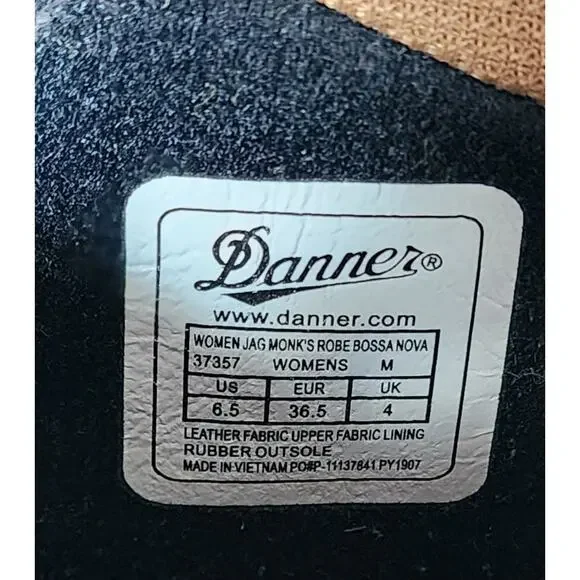 Danner®
www.danner.com
WOMEN JAG MONK'S ROBE BOSSA NOVA
37357 WOMENS M
US EUR UK
6.5 36.5 4
LEATHER FABRIC UPPER FABRIC LINING
RUBBER OUTSOLE
MADE IN VIETNAM PO#P-11137841 PY1907